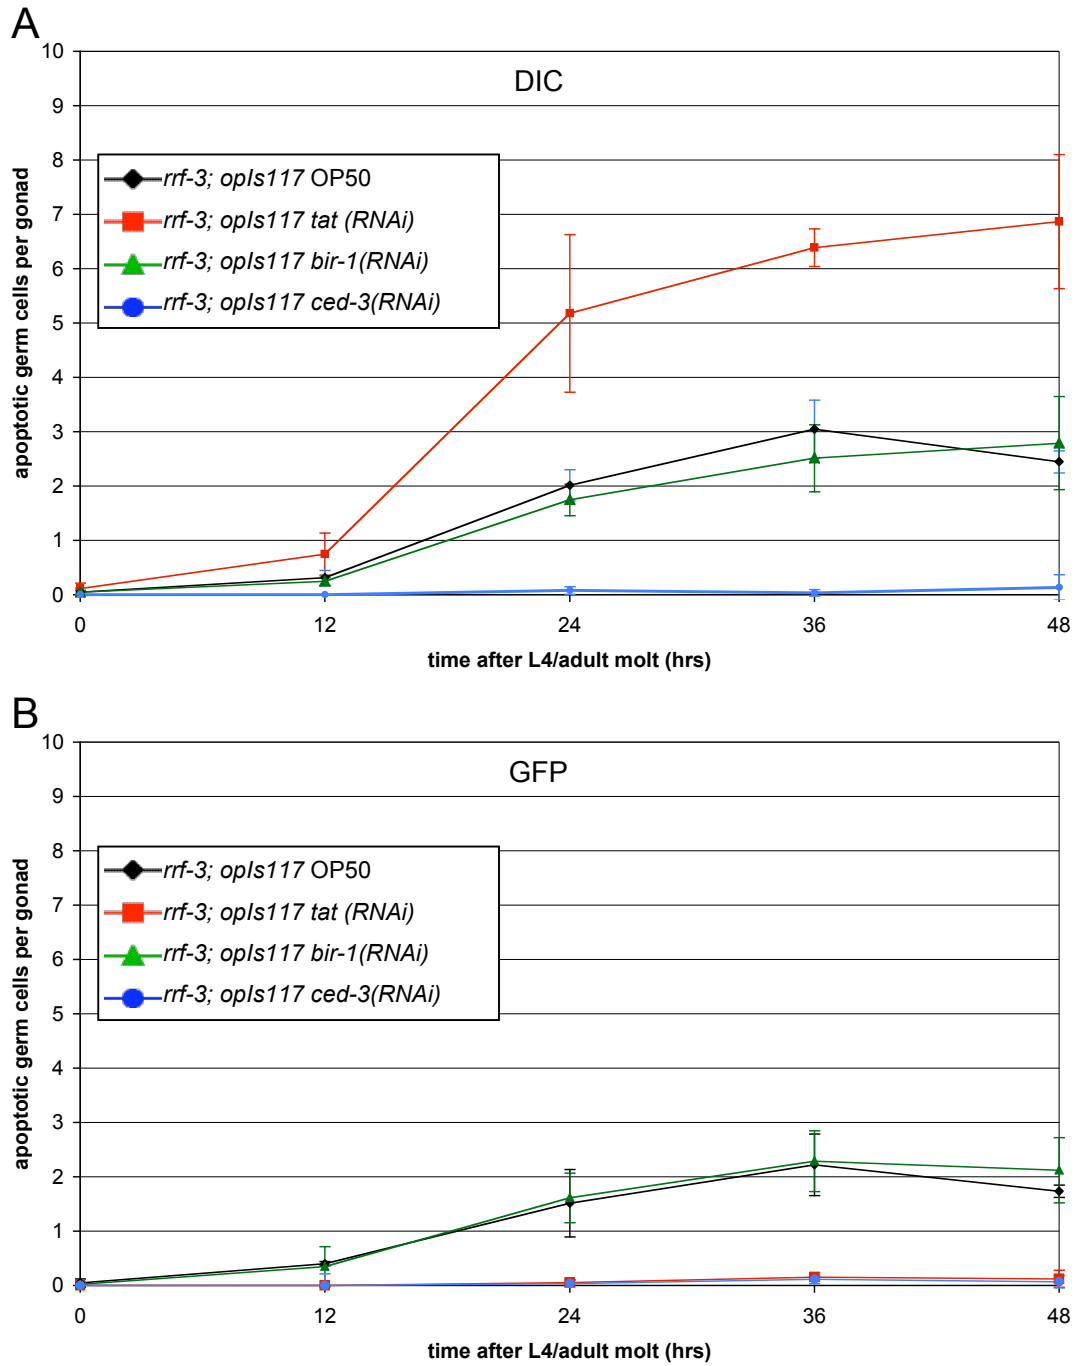 A
DIC
10
9
8
7
6
5
4
3
2
1
0
apoptotic germ cells per gonad
rrf-3; opIs117 OP50
rrf-3; opIs117 tat (RNAi)
rrf-3; opIs117 bir-1(RNAi)
rrf-3; opIs117 ced-3(RNAi)
0 12 24 36 48
time after L4/adult molt (hrs)
B
GFP
10
9
8
7
6
5
4
3
2
1
0
apoptotic germ cells per gonad
rrf-3; opIs117 OP50
rrf-3; opIs117 tat (RNAi)
rrf-3; opIs117 bir-1(RNAi)
rrf-3; opIs117 ced-3(RNAi)
0 12 24 36 48
time after L4/adult molt (hrs)